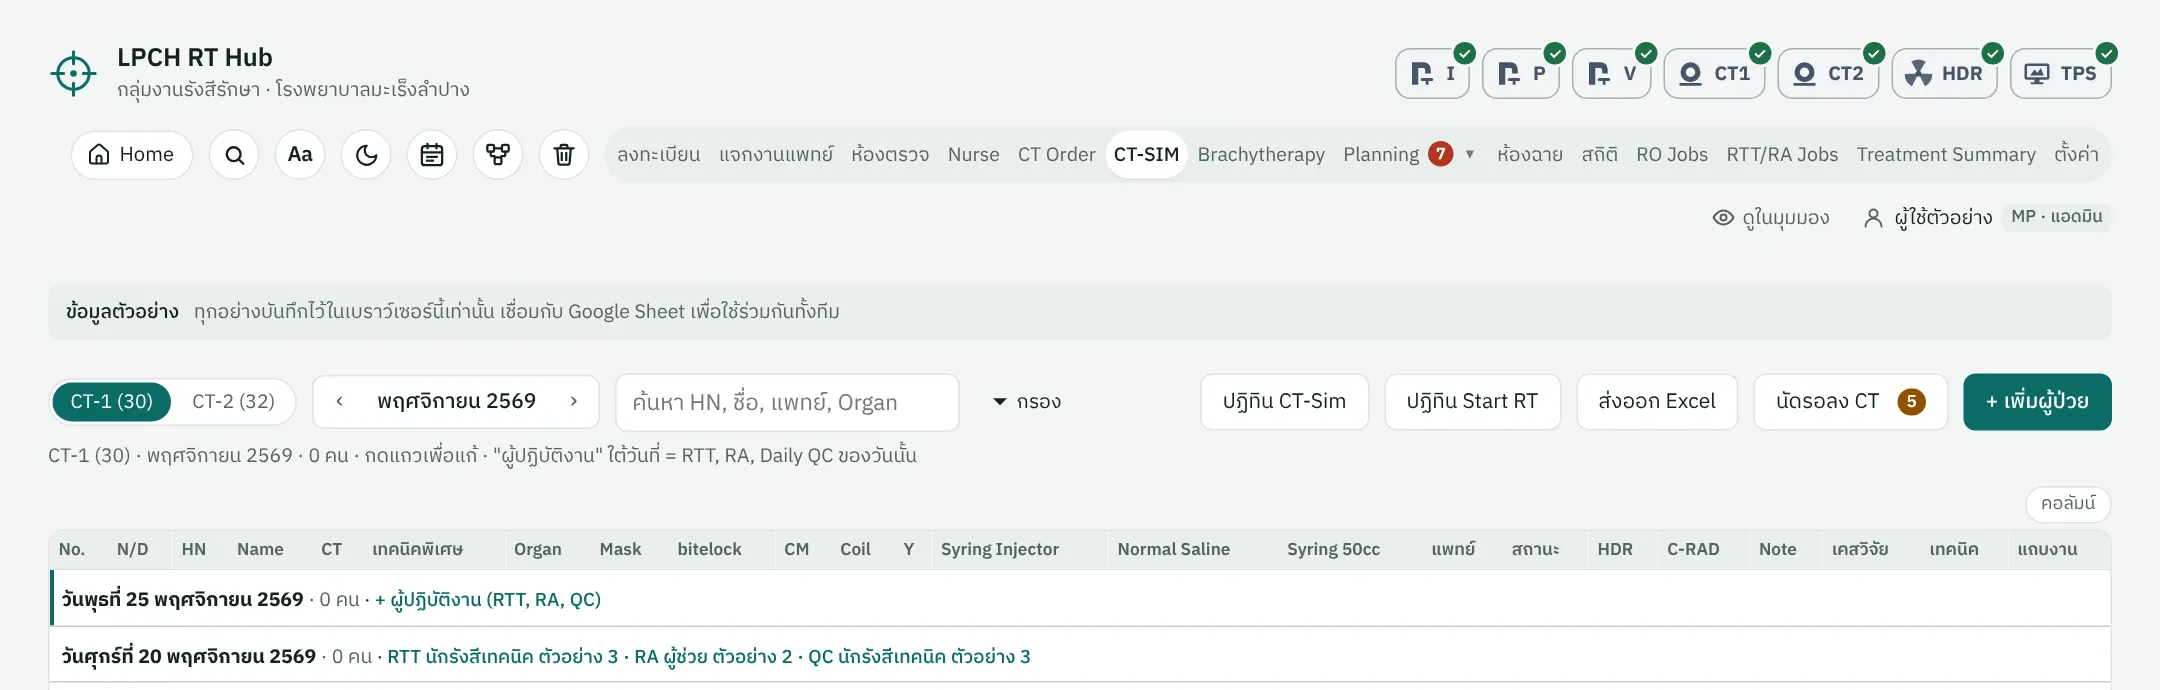 LPCH RT Hub
กลุ่มงานรังสีรักษา · โรงพยาบาลมะเร็งลำปาง
I P V CT1 CT2 HDR TPS
Home Aa ลงทะเบียน แจกงานแพทย์ ห้องตรวจ Nurse CT Order CT-SIM Brachytherapy Planning 7 ▼ ห้องฉาย สถิติ RO Jobs RTT/RA Jobs Treatment Summary ตั้งค่า
ดูในมุมมอง ผู้ใช้ตัวอย่าง MP · แอดมิน
ข้อมูลตัวอย่าง ทุกอย่างบันทึกไว้ในเบราว์เซอร์นี้เท่านั้น เชื่อมกับ Google Sheet เพื่อใช้ร่วมกันทั้งทีม
CT-1 (30) CT-2 (32) ‹ พฤศจิกายน 2569 › ค้นหา HN, ชื่อ, แพทย์, Organ กรอง ปฏิทิน CT-Sim ปฏิทิน Start RT ส่งออก Excel นัดรอลง CT 5 + เพิ่มผู้ป่วย
CT-1 (30) · พฤศจิกายน 2569 · 0 คน · กดแถวเพื่อแก้ · "ผู้ปฏิบัติงาน" ใต้วันที่ = RTT, RA, Daily QC ของวันนั้น
คอลัมน์
No. N/D HN Name CT เทคนิคพิเศษ Organ Mask bitelock CM Coil Y Syring Injector Normal Saline Syring 50cc แพทย์ สถานะ HDR C-RAD Note เคสวิจัย เทคนิค แถบงาน
วันพุธที่ 25 พฤศจิกายน 2569 · 0 คน · + ผู้ปฏิบัติงาน (RTT, RA, QC)
วันศุกร์ที่ 20 พฤศจิกายน 2569 · 0 คน · RTT นักรังสีเทคนิค ตัวอย่าง 3 · RA ผู้ช่วย ตัวอย่าง 2 · QC นักรังสีเทคนิค ตัวอย่าง 3